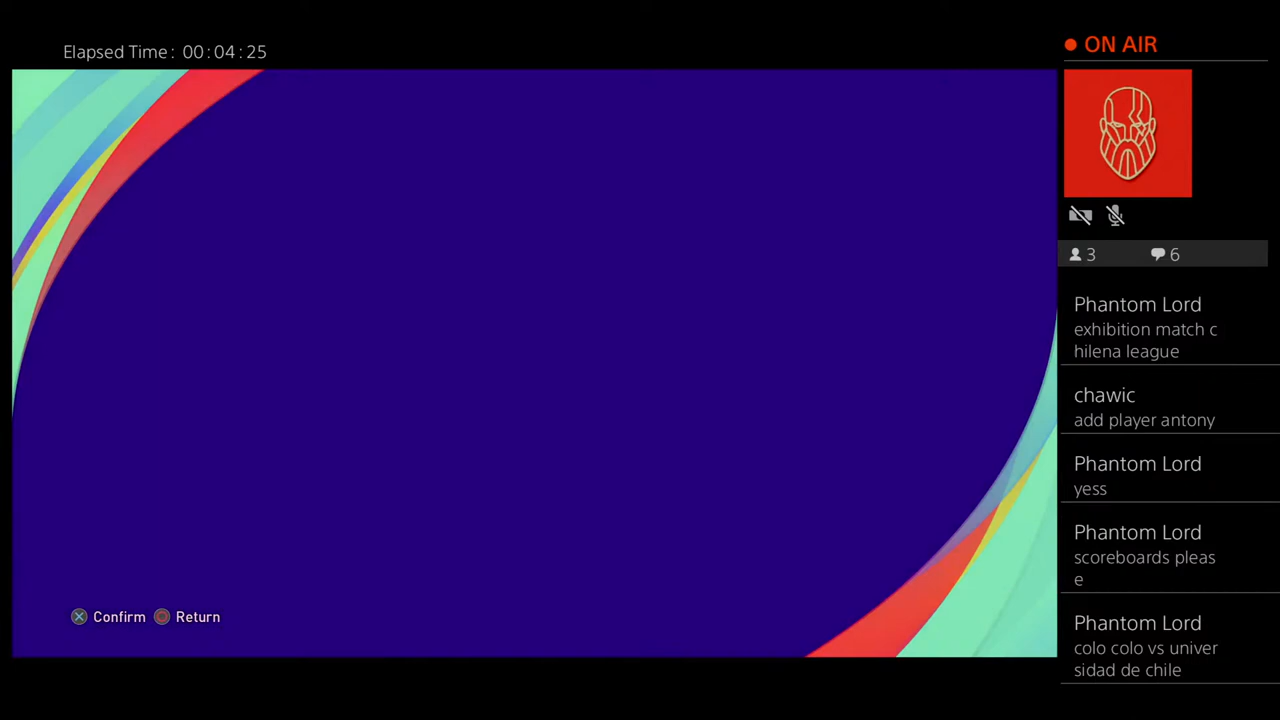 Elapsed Time: 00:04:25
ON AIR
3 6
Phantom Lord
exhibition match c
hilena league
chawic
add player antony
Phantom Lord
yess
Phantom Lord
scoreboards pleas
e
Phantom Lord
colo colo vs univer
sidad de chile
Confirm Return